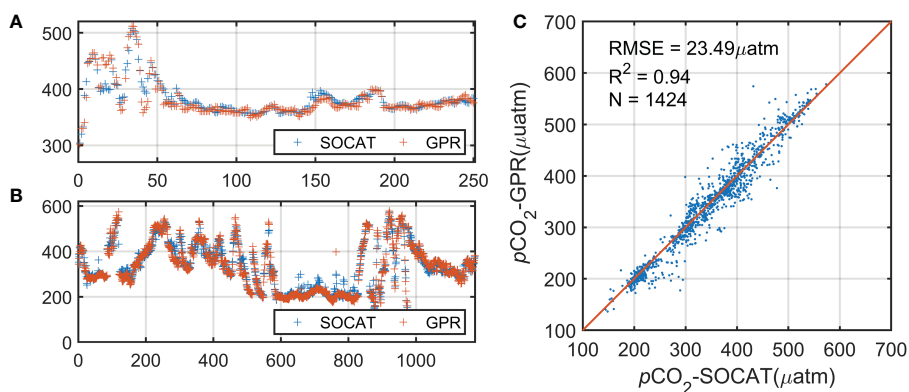 A
500
400
300
SOCAT GPR
0 50 100 150 200 250
B
600
400
200
0
SOCAT GPR
0 200 400 600 800 1000
C
700
600
500
400
300
200
100
pCO2-GPR(μuatm)
RMSE = 23.49μatm
R2 = 0.94
N = 1424
100 200 300 400 500 600 700
pCO2-SOCAT(μatm)